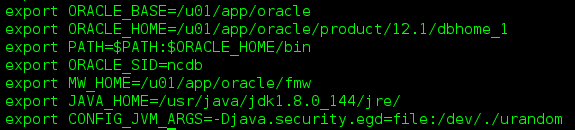 export ORACLE_BASE=/u01/app/oracle
export ORACLE_HOME=/u01/app/oracle/product/12.1/dbhome_1
export PATH=$PATH:$ORACLE_HOME/bin
export ORACLE_SID=ncdb
export MW_HOME=/u01/app/oracle/fmw
export JAVA_HOME=/usr/java/jdk1.8.0_144/jre/
export CONFIG_JVM_ARGS=-Djava.security.egd=file:/dev/./urandom